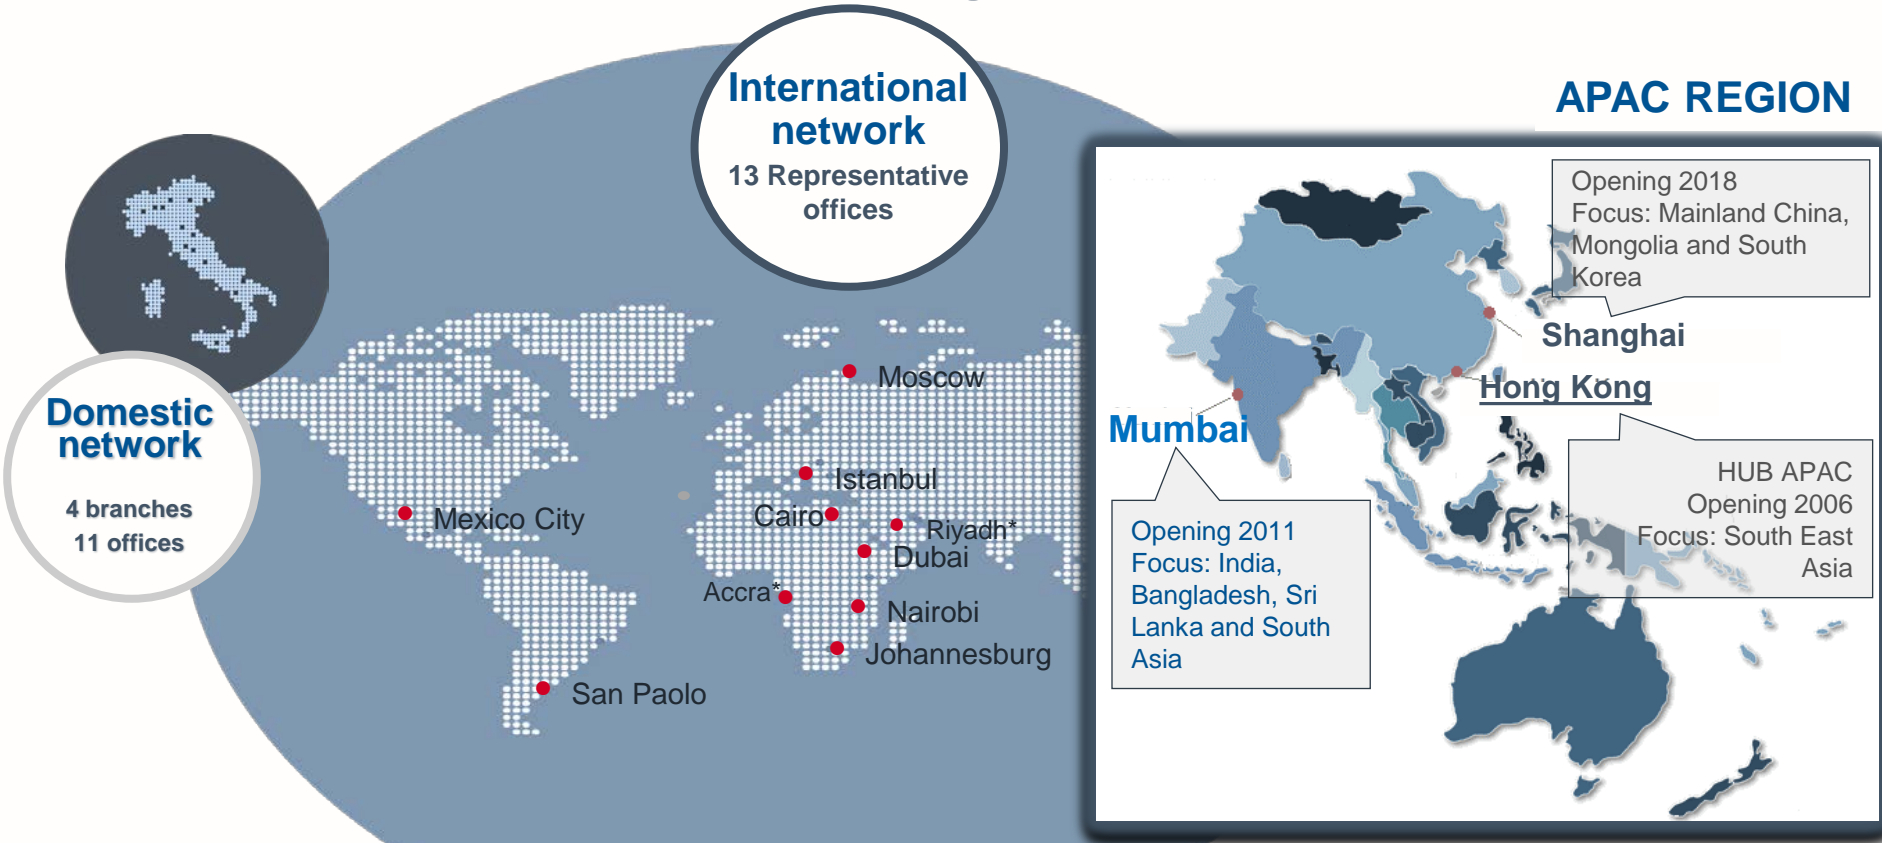 International
network
13 Representative
offices
APAC REGION
Domestic
network
4 branches
11 offices
Moscow
Istanbul
Mexico City
Cairo
Riyadh*
Dubai
Accra*
Nairobi
Johannesburg
San Paolo
Opening 2018
Focus: Mainland China,
Mongolia and South
Korea
Shanghai
Hong Kong
Mumbai
HUB APAC
Opening 2006
Focus: South East
Asia
Opening 2011
Focus: India,
Bangladesh, Sri
Lanka and South
Asia